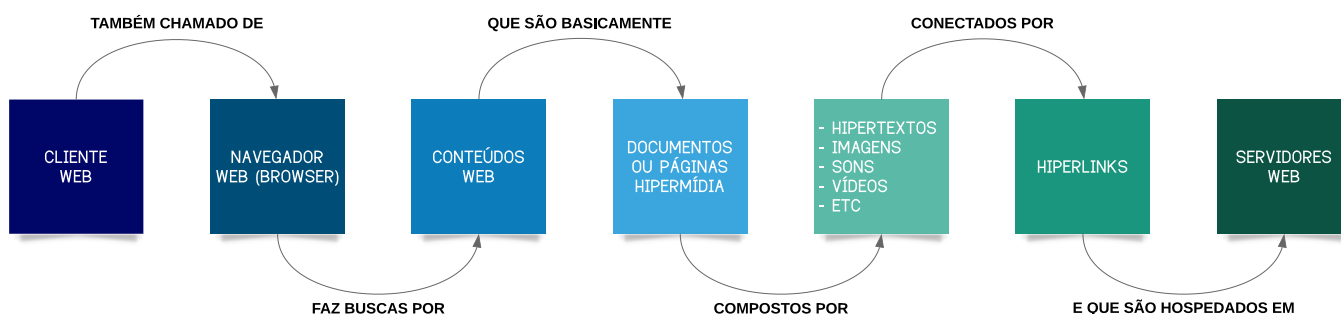 TAMBÉM CHAMADO DE
QUE SÃO BASICAMENTE
CONECTADOS POR
CLIENTE
WEB
NAVEGADOR
WEB (BROWSER)
CONTEÚDOS
WEB
DOCUMENTOS
OU PÁGINAS
HIPERMÍDIA
- HIPERTEXTOS
- IMAGENS
- SONS
- VÍDEOS
- ETC
HIPERLINKS
SERVIDORES
WEB
FAZ BUSCAS POR
COMPOSTOS POR
E QUE SÃO HOSPEDADOS EM